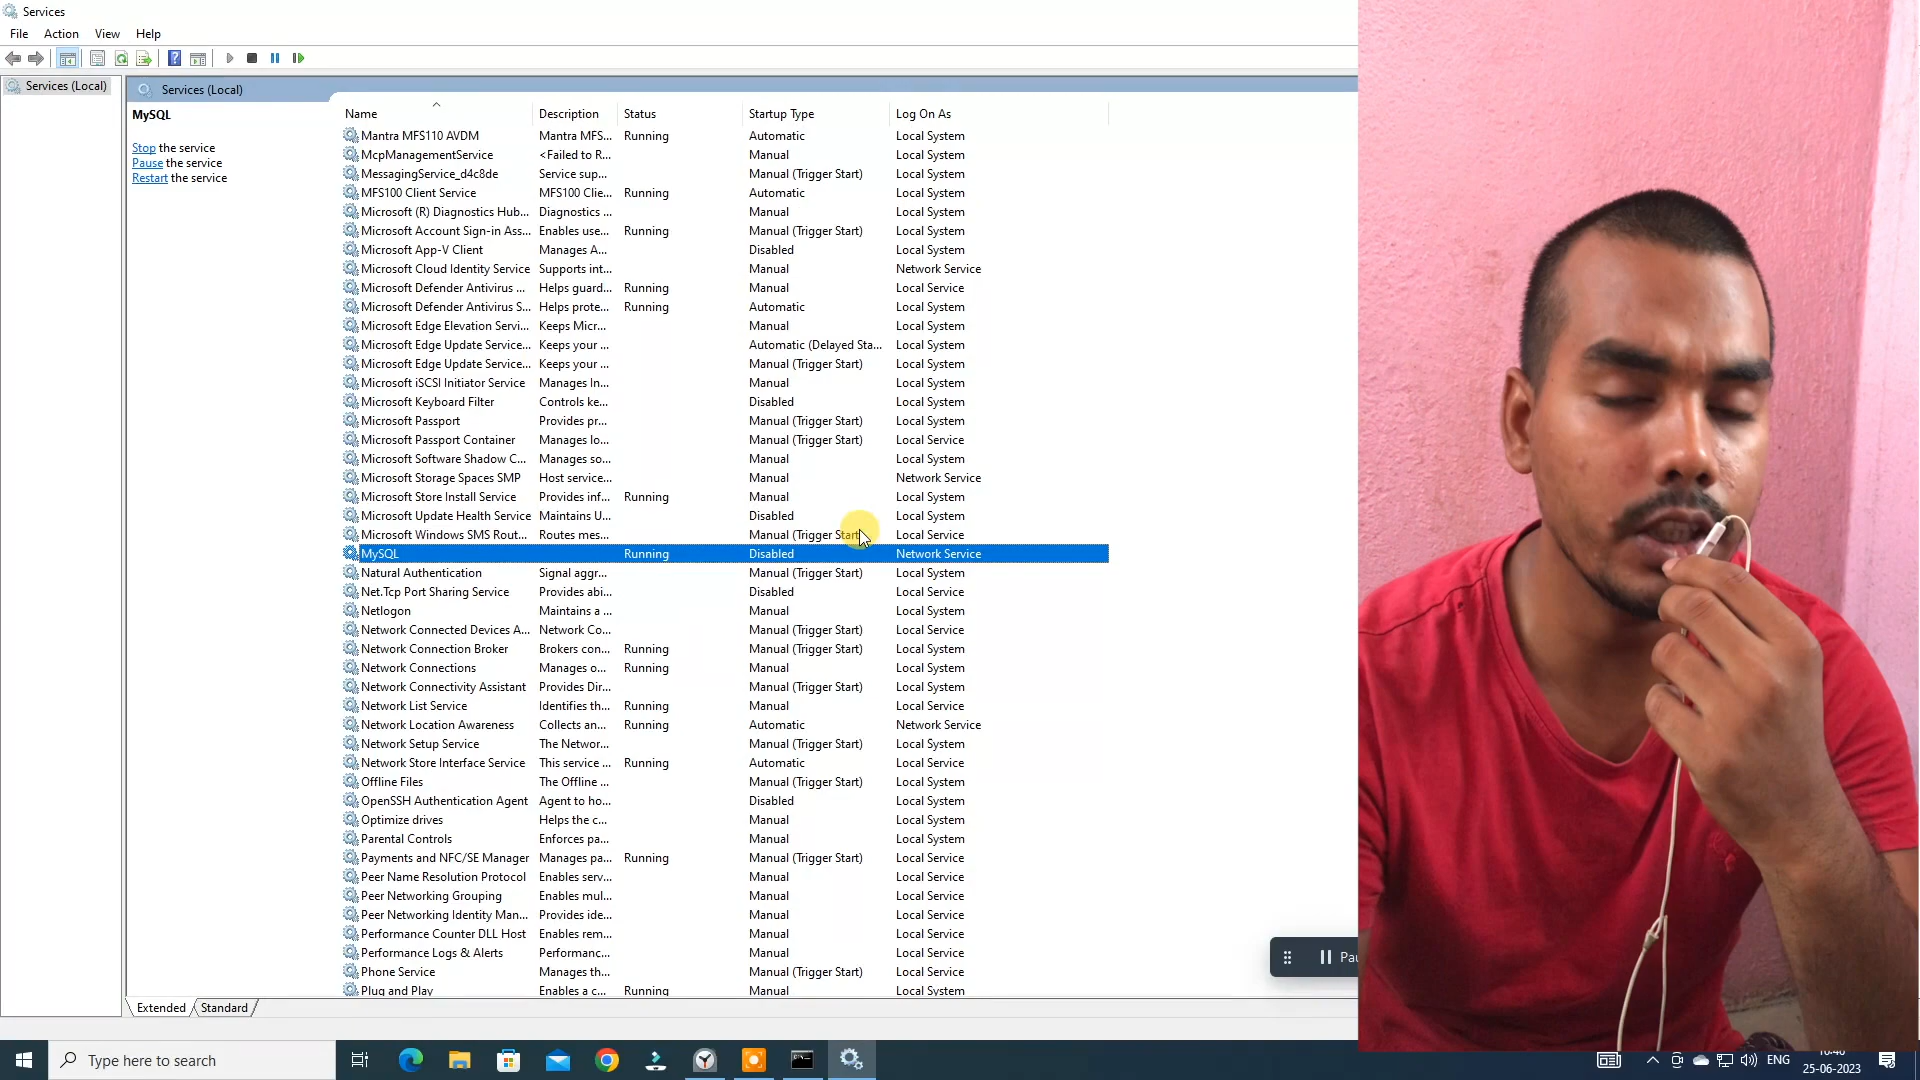 Services
File Action View Help
Services (Local)
Services (Local)
MySQL
Stop the service
Pause the service
Restart the service
Name Description Status Startup Type Log On As
Mantra MFS110 AVDM Mantra MFS... Running Automatic Local System
McpManagementService <Failed to R... Manual Local System
MessagingService_d4c8de Service sup... Manual (Trigger Start) Local System
MFS100 Client Service MFS100 Clie... Running Automatic Local System
Microsoft (R) Diagnostics Hub... Diagnostics ... Manual Local System
Microsoft Account Sign-in Ass... Enables use... Running Manual (Trigger Start) Local System
Microsoft App-V Client Manages A... Disabled Local System
Microsoft Cloud Identity Service Supports int... Manual Network Service
Microsoft Defender Antivirus ... Helps guard... Running Manual Local Service
Microsoft Defender Antivirus S... Helps prote... Running Automatic Local System
Microsoft Edge Elevation Servi... Keeps Micr... Manual Local System
Microsoft Edge Update Service... Keeps your ... Automatic (Delayed Sta... Local System
Microsoft Edge Update Service... Keeps your ... Manual (Trigger Start) Local System
Microsoft iSCSI Initiator Service Manages In... Manual Local System
Microsoft Keyboard Filter Controls ke... Disabled Local System
Microsoft Passport Provides pr... Manual (Trigger Start) Local System
Microsoft Passport Container Manages lo... Manual (Trigger Start) Local Service
Microsoft Software Shadow C... Manages so... Manual Local System
Microsoft Storage Spaces SMP Host service... Manual Network Service
Microsoft Store Install Service Provides inf... Running Manual Local System
Microsoft Update Health Service Maintains U... Disabled Local System
Microsoft Windows SMS Rout... Routes mes... Manual (Trigger Start) Local Service
MySQL Running Disabled Network Service
Natural Authentication Signal aggr... Manual (Trigger Start) Local System
Net.Tcp Port Sharing Service Provides abi... Disabled Local Service
Netlogon Maintains a ... Manual Local System
Network Connected Devices A... Network Co... Manual (Trigger Start) Local Service
Network Connection Broker Brokers con... Running Manual (Trigger Start) Local System
Network Connections Manages o... Running Manual Local System
Network Connectivity Assistant Provides Dir... Manual (Trigger Start) Local System
Network List Service Identifies th... Running Manual Local Service
Network Location Awareness Collects an... Running Automatic Network Service
Network Setup Service The Networ... Manual (Trigger Start) Local System
Network Store Interface Service This service ... Running Automatic Local Service
Offline Files The Offline ... Manual (Trigger Start) Local System
OpenSSH Authentication Agent Agent to ho... Disabled Local System
Optimize drives Helps the c... Manual Local System
Parental Controls Enforces pa... Manual Local System
Payments and NFC/SE Manager Manages pa... Running Manual (Trigger Start) Local Service
Peer Name Resolution Protocol Enables serv... Manual Local Service
Peer Networking Grouping Enables mul... Manual Local Service
Peer Networking Identity Man... Provides ide... Manual Local Service
Performance Counter DLL Host Enables rem... Manual Local Service
Performance Logs & Alerts Performanc... Manual Local Service
Phone Service Manages th... Manual (Trigger Start) Local Service
Plug and Play Enables a c... Running Manual Local System
Pau
Extended Standard
Type here to search ENG
25-06-2023